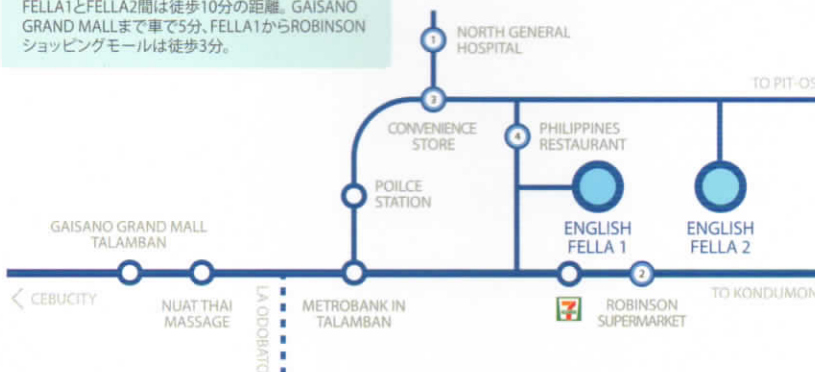 FELLA1とFELLA2間は徒歩10分の距離。GAISANO
GRAND MALLまで車で5分、FELLA1からROBINSON
ショッピングモールは徒歩3分。
1
NORTH GENERAL
HOSPITAL
TO PIT-OS
3
CONVENIENCE
STORE
4
PHILIPPINES
RESTAURANT
POILCE
STATION
ENGLISH
FELLA 1
ENGLISH
FELLA 2
GAISANO GRAND MALL
TALAMBAN
CEBUCITY
NUAT THAI
MASSAGE
LA ODOBATO
METROBANK IN
TALAMBAN
7
2
ROBINSON
SUPERMARKET
TO KONDUMON